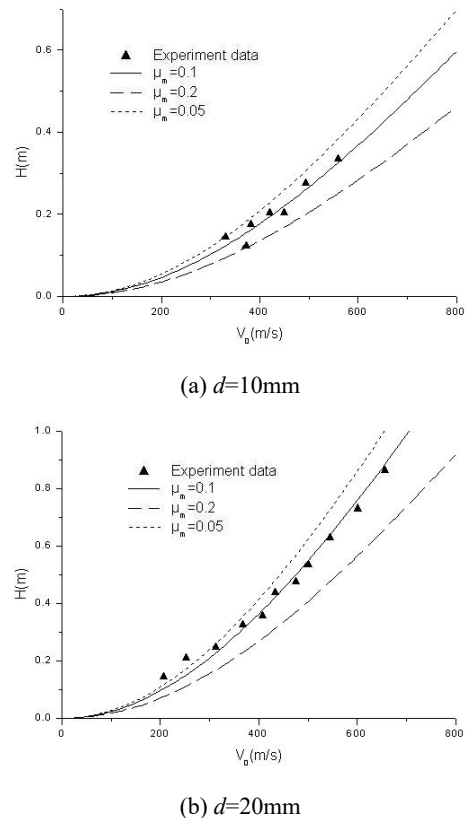 0.6
0.4
0.2
0.0
H(m)
Experiment data
μm=0.1
μm=0.2
μm=0.05
0 200 400 600 800
V0(m/s)
(a) d=10mm
1.0
0.8
0.6
0.4
0.2
0.0
H(m)
Experiment data
μm=0.1
μm=0.2
μm=0.05
0 200 400 600 800
V0(m/s)
(b) d=20mm